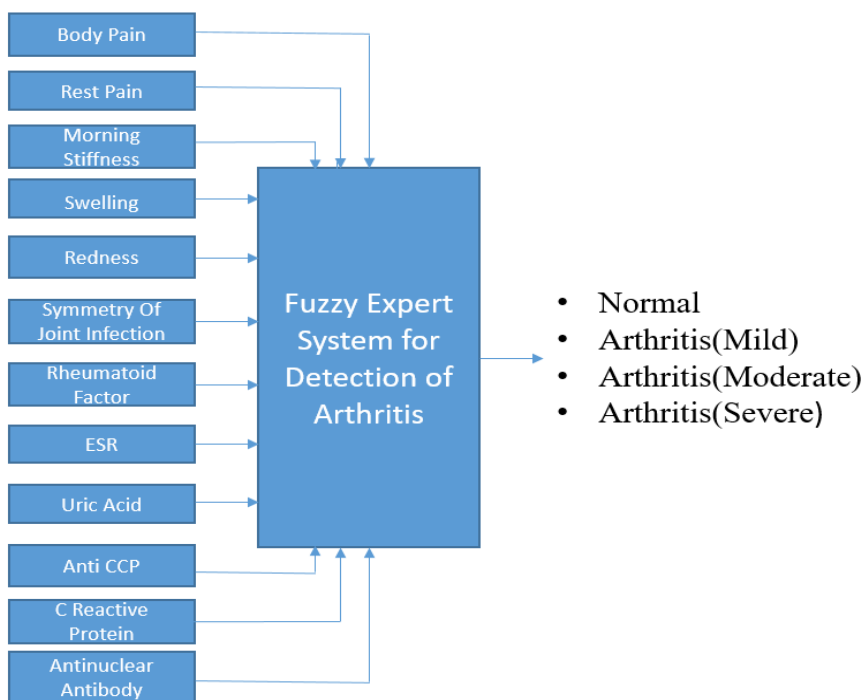 Body Pain
Rest Pain
Morning
Stiffness
Swelling
Redness
Symmetry Of
Joint Infection
Rheumatoid
Factor
ESR
Uric Acid
Anti CCP
C Reactive
Protein
Antinuclear
Antibody
Fuzzy Expert
System for
Detection of
Arthritis
• Normal
• Arthritis(Mild)
• Arthritis(Moderate)
• Arthritis(Severe)